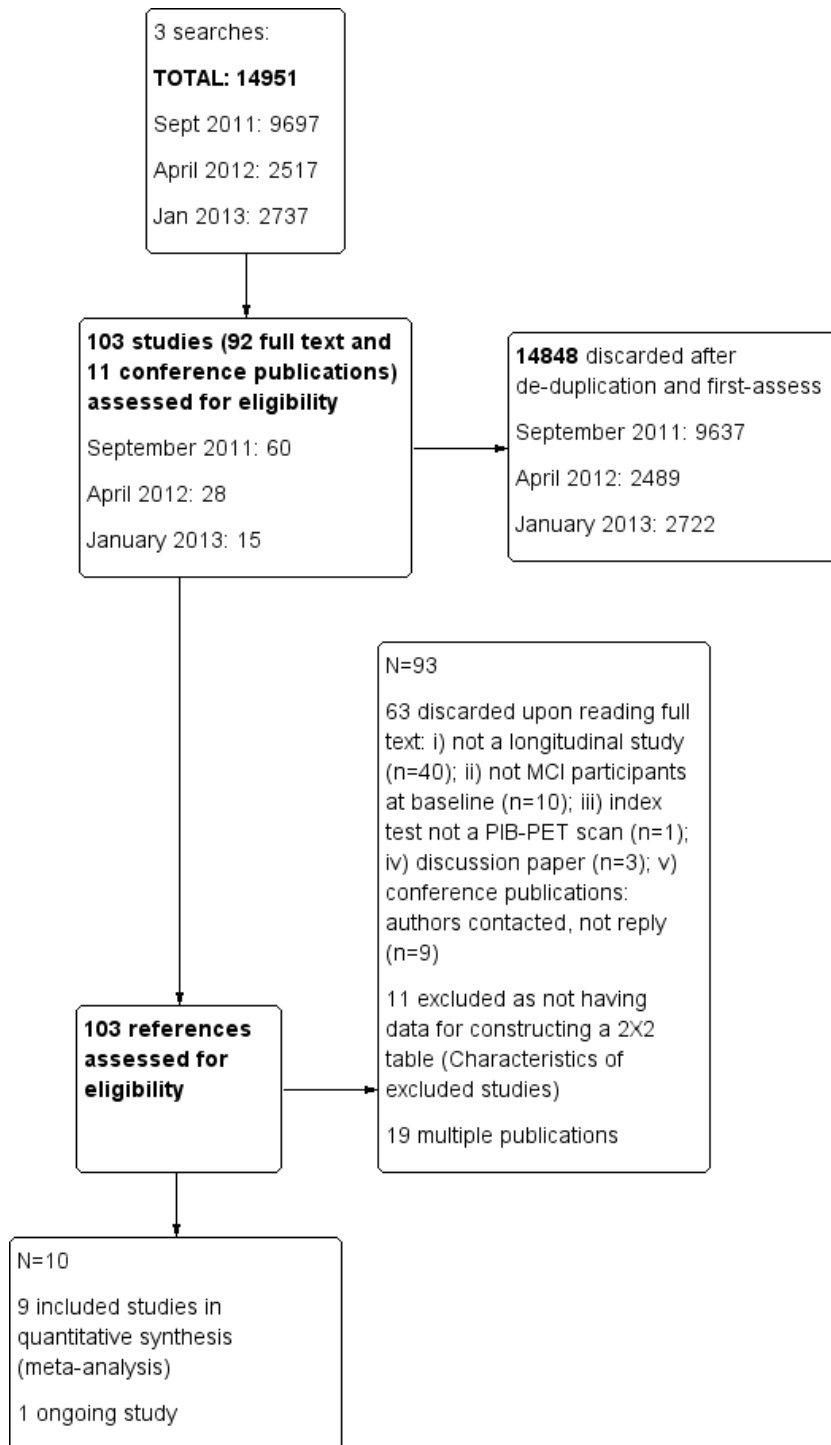 3 searches:
TOTAL: 14951
Sept 2011: 9697
April 2012: 2517
Jan 2013: 2737
103 studies (92 full text and
11 conference publications)
assessed for eligibility
September 2011: 60
April 2012: 28
January 2013: 15
14848 discarded after
de-duplication and first-assess
September 2011: 9637
April 2012: 2489
January 2013: 2722
N=93
63 discarded upon reading full
text: i) not a longitudinal study
(n=40); ii) not MCI participants
at baseline (n=10); iii) index
test not a PIB-PET scan (n=1);
iv) discussion paper (n=3); v)
conference publications:
authors contacted, not reply
(n=9)
11 excluded as not having
data for constructing a 2X2
table (Characteristics of
excluded studies)
19 multiple publications
103 references
assessed for
eligibility
N=10
9 included studies in
quantitative synthesis
(meta-analysis)
1 ongoing study